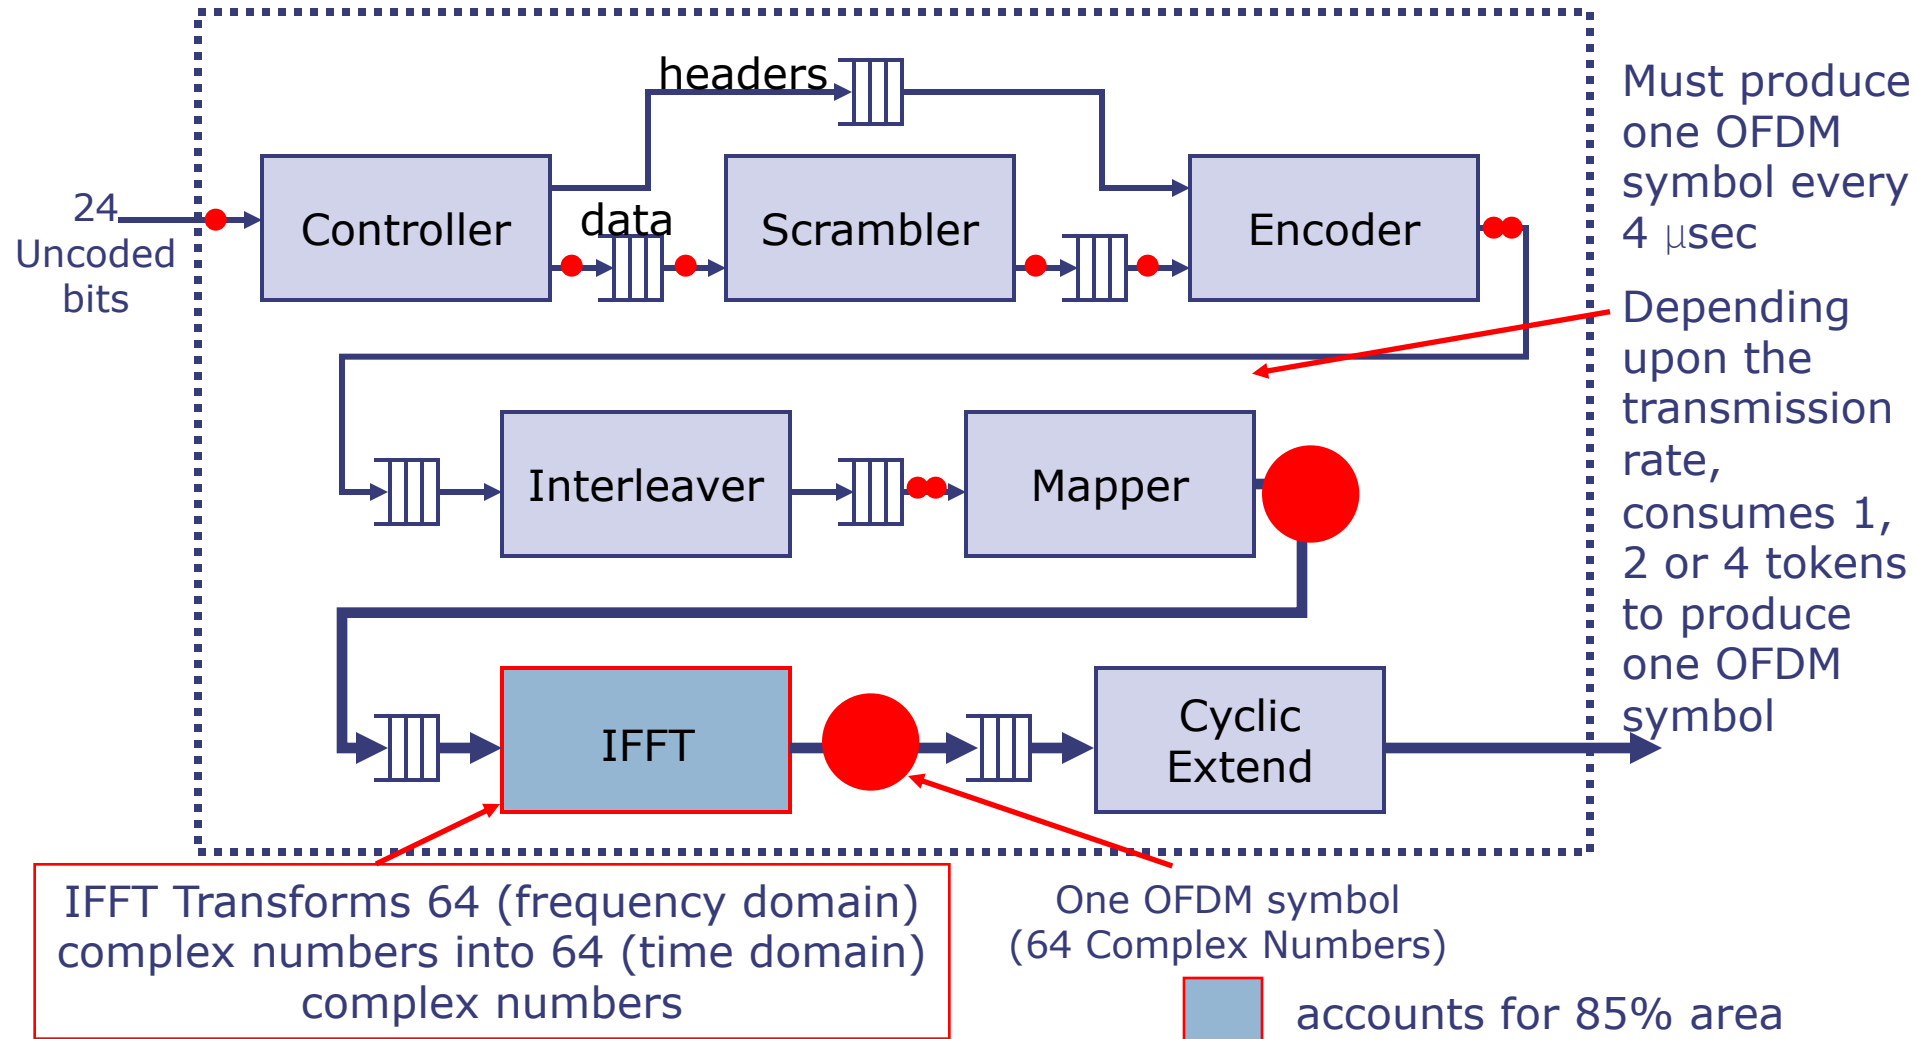 headers
24
Uncoded
bits
Controller
data
Scrambler
Encoder
Must produce
one OFDM
symbol every
4 μsec
Depending
upon the
transmission
rate,
consumes 1,
2 or 4 tokens
to produce
one OFDM
symbol
Interleaver
Mapper
IFFT
Cyclic
Extend
IFFT Transforms 64 (frequency domain)
complex numbers into 64 (time domain)
complex numbers
One OFDM symbol
(64 Complex Numbers)
accounts for 85% area